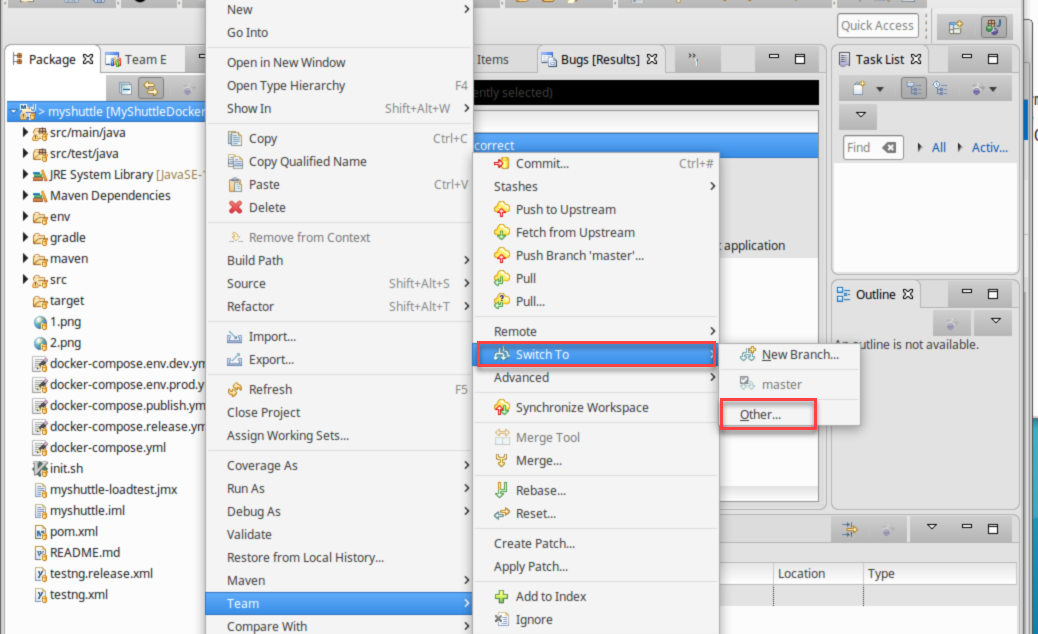 Quick Access
Package
Team E
Items
Bugs [Results]
Task List
ently selected)
correct
t application
Find
All
Activ...
Outline
An outline is not available.
Location
Type
> myshuttle [MyShuttleDocker
src/main/java
src/test/java
JRE System Library [JavaSE-1
Maven Dependencies
env
gradle
maven
src
target
1.png
2.png
docker-compose.env.dev.ym
docker-compose.env.prod.y
docker-compose.publish.ym
docker-compose.release.ym
docker-compose.yml
init.sh
myshuttle-loadtest.jmx
myshuttle.iml
pom.xml
README.md
testng.release.xml
testng.xml
New
Go Into
Open in New Window
Open Type Hierarchy F4
Show In Shift+Alt+W
Copy Ctrl+C
Copy Qualified Name
Paste Ctrl+V
Delete
Remove from Context
Build Path
Source Shift+Alt+S
Refactor Shift+Alt+T
Import...
Export...
Refresh F5
Close Project
Assign Working Sets...
Coverage As
Run As
Debug As
Validate
Restore from Local History...
Maven
Team
Compare With
Commit... Ctrl+#
Stashes
Push to Upstream
Fetch from Upstream
Push Branch 'master'...
Pull
Pull...
Remote
Switch To
Advanced
Synchronize Workspace
Merge Tool
Merge...
Rebase...
Reset...
Create Patch...
Apply Patch...
Add to Index
Ignore
New Branch...
master
Other...